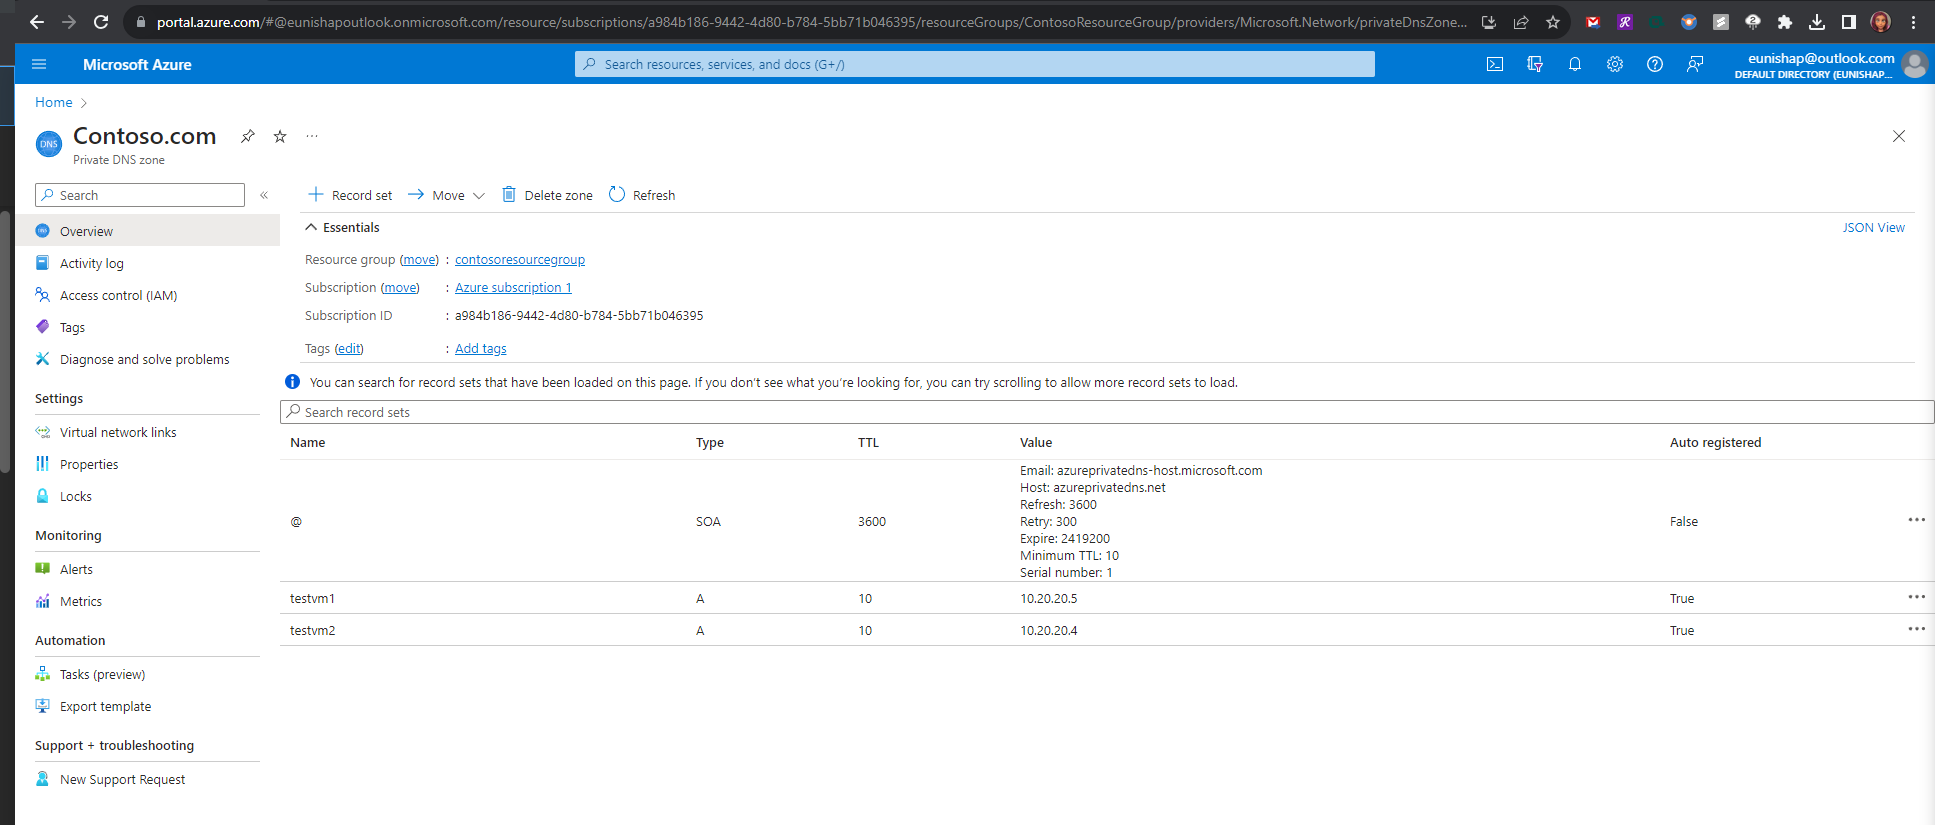 portal.azure.com/#@eunishapoutlook.onmicrosoft.com/resource/subscriptions/a984b186-9442-4d80-b784-5bb71b046395/resourceGroups/ContosoResourceGroup/providers/Microsoft.Network/privateDnsZone...
Microsoft Azure
Search resources, services, and docs (G+/)
eunishap@outlook.com
DEFAULT DIRECTORY (EUNISHAP...
Home
DNS
Contoso.com
...
Private DNS zone
Search
«
Record set
Move
Delete zone
Refresh
Overview
Activity log
Access control (IAM)
Tags
Diagnose and solve problems
Settings
Virtual network links
Properties
Locks
Monitoring
Alerts
Metrics
Automation
Tasks (preview)
Export template
Support + troubleshooting
New Support Request
Essentials
JSON View
Resource group (move) : contosoresourcegroup
Subscription (move) : Azure subscription 1
Subscription ID : a984b186-9442-4d80-b784-5bb71b046395
Tags (edit) : Add tags
You can search for record sets that have been loaded on this page. If you don't see what you're looking for, you can try scrolling to allow more record sets to load.
Search record sets
Name Type TTL Value Auto registered
Email: azureprivatedns-host.microsoft.com
Host: azureprivatedns.net
Refresh: 3600
Retry: 300
@ SOA 3600 False
Expire: 2419200
Minimum TTL: 10
Serial number: 1
testvm1 A 10 10.20.20.5 True
testvm2 A 10 10.20.20.4 True